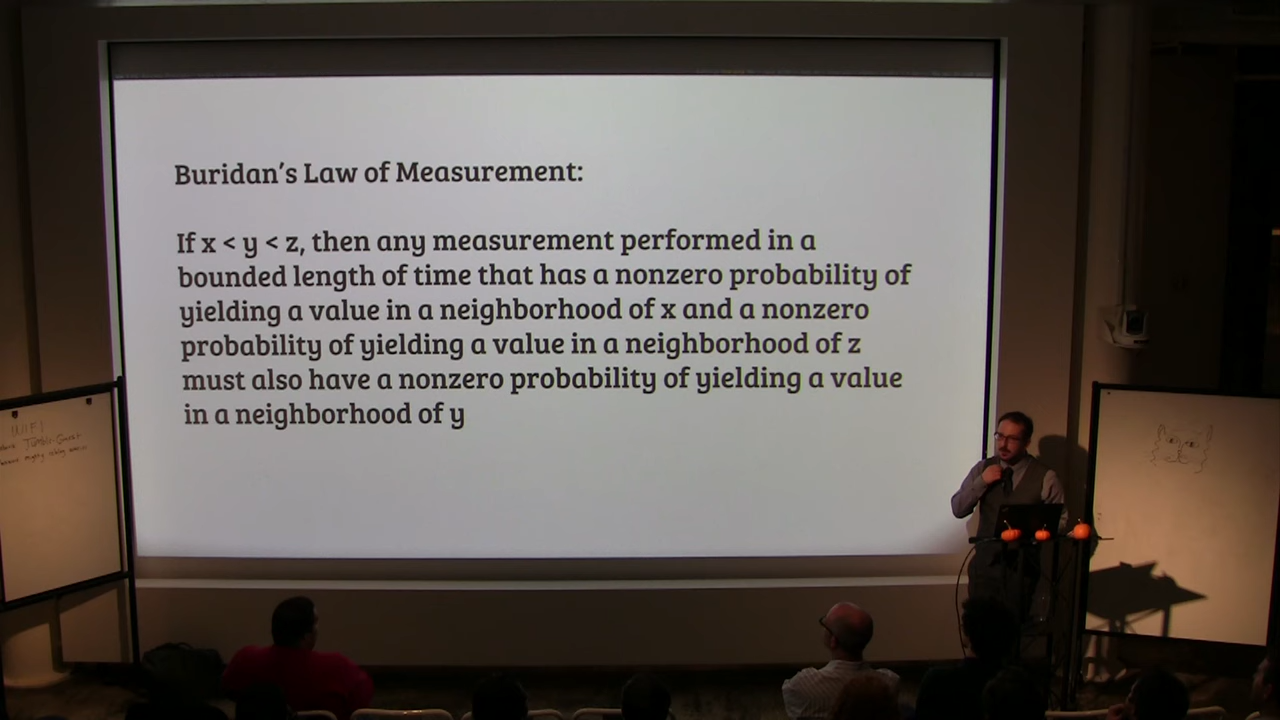 Buridan's Law of Measurement:
If x < y < z, then any measurement performed in a
bounded length of time that has a nonzero probability of
yielding a value in a neighborhood of x and a nonzero
probability of yielding a value in a neighborhood of z
must also have a nonzero probability of yielding a value
in a neighborhood of y
WIFI
Tumblr-Guest